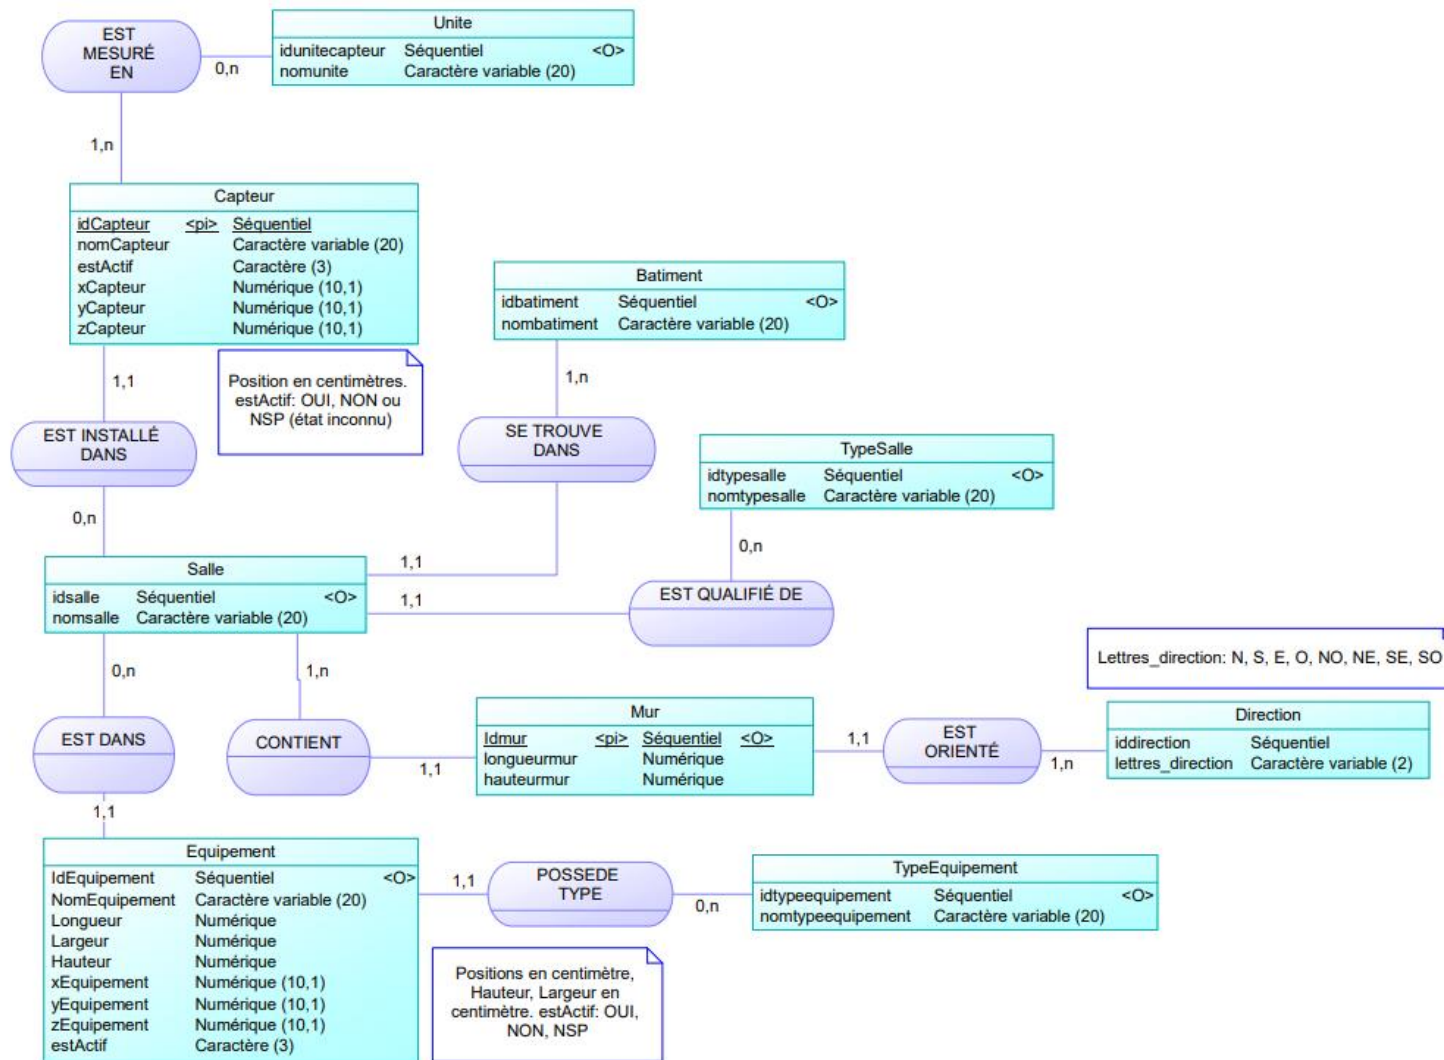 EST
MESURÉ
EN
0,n
Unite
idunitecapteur Séquentiel <O>
nomunite Caractère variable (20)
1,n
Capteur
idCapteur <pi> Séquentiel
nomCapteur Caractère variable (20)
estActif Caractère (3)
xCapteur Numérique (10,1)
yCapteur Numérique (10,1)
zCapteur Numérique (10,1)
Position en centimètres.
estActif: OUI, NON ou
NSP (état inconnu)
1,1
EST INSTALLÉ
DANS
0,n
Batiment
idbatiment Séquentiel <O>
nombatiment Caractère variable (20)
1,n
SE TROUVE
DANS
1,1
TypeSalle
idtypesalle Séquentiel <O>
nomtypesalle Caractère variable (20)
0,n
EST QUALIFIÉ DE
1,1
Salle
idsalle Séquentiel <O>
nomsalle Caractère variable (20)
0,n
1,n
EST DANS
CONTIENT
1,1
1,1
Mur
Idmur <pi> Séquentiel <O>
longueurmur Numérique
hauteurmur Numérique
1,1
EST
ORIENTÉ
1,n
Lettres_direction: N, S, E, O, NO, NE, SE, SO
Direction
iddirection Séquentiel
lettres_direction Caractère variable (2)
Equipement
IdEquipement Séquentiel <O>
NomEquipement Caractère variable (20)
Longueur Numérique
Largeur Numérique
Hauteur Numérique
xEquipement Numérique (10,1)
yEquipement Numérique (10,1)
zEquipement Numérique (10,1)
estActif Caractère (3)
1,1
POSSEDE
TYPE
0,n
TypeEquipement
idtypeequipement Séquentiel <O>
nomtypeequipement Caractère variable (20)
Positions en centimètre,
Hauteur, Largeur en
centimètre. estActif: OUI,
NON, NSP